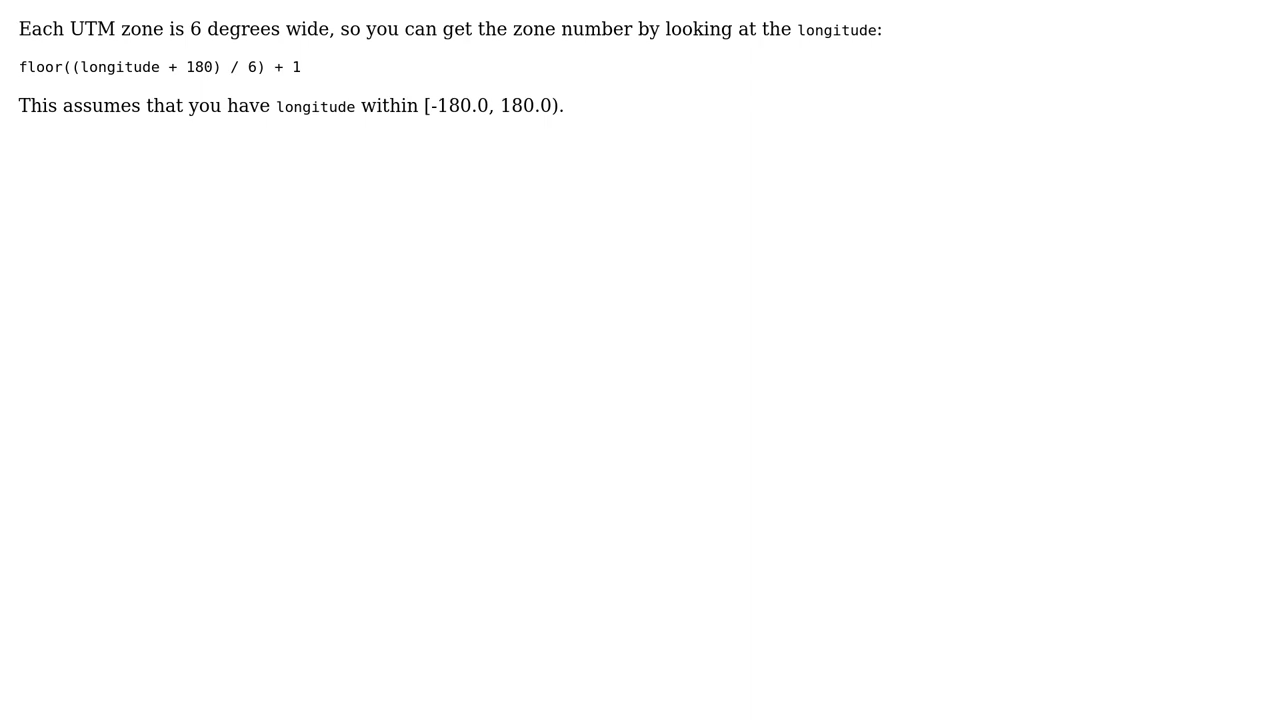 Each UTM zone is 6 degrees wide, so you can get the zone number by looking at the longitude:
floor((longitude + 180) / 6) + 1
This assumes that you have longitude within [-180.0, 180.0).